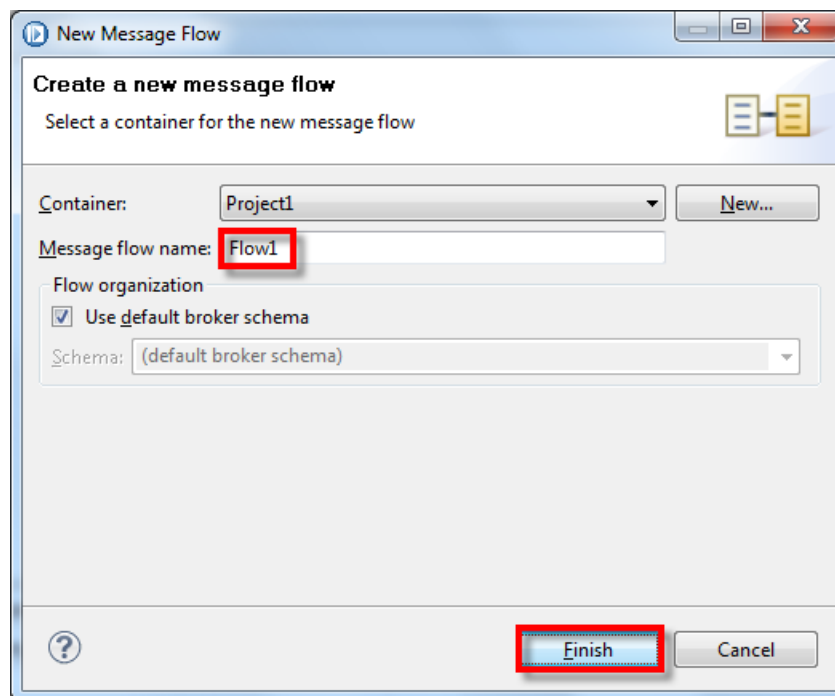 New Message Flow
Create a new message flow
Select a container for the new message flow
Container: Project1 New...
Message flow name: Flow1
Flow organization
Use default broker schema
Schema: (default broker schema)
Finish Cancel